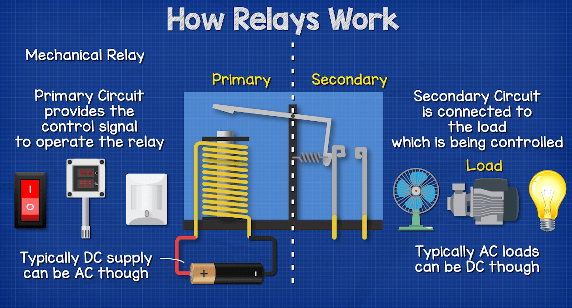 How Relays Work
Mechanical Relay
Primary
Secondary
Primary Circuit
provides the
control signal
to operate the relay
Secondary Circuit
is connected to
the load
which is being controlled
Load
I
O
+
-
Typically DC supply
can be AC though
Typically AC loads
can be DC though